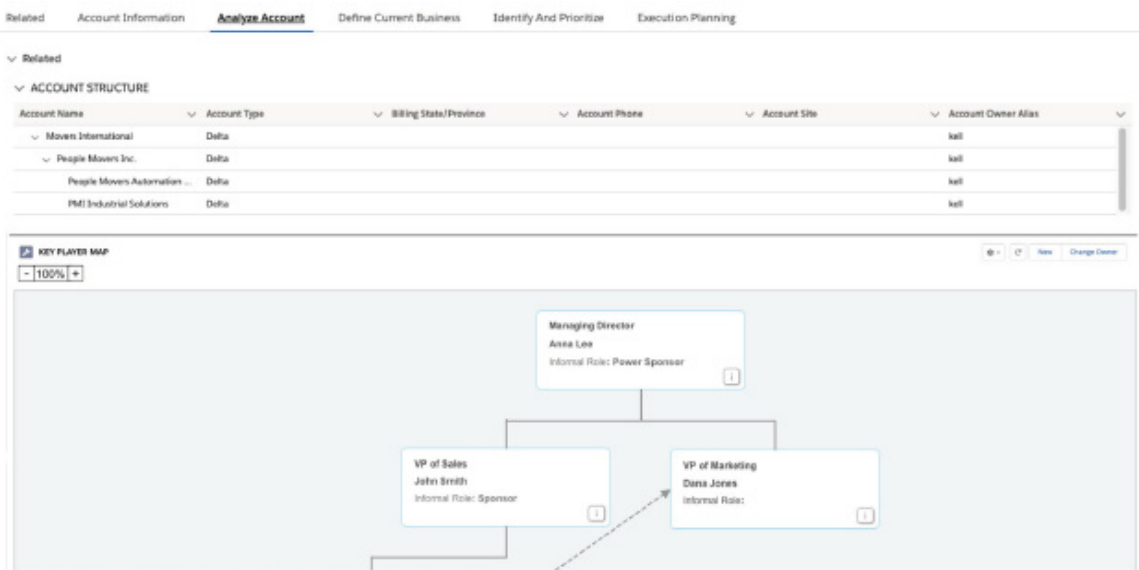 Related Account Information Analyze Account Define Current Business Identify And Prioritize Execution Planning
Related
ACCOUNT STRUCTURE
Account Name Account Type Billing State/Province Account Phone Account Site Account Owner Alias
Movers International Delta kell
People Movers Inc. Delta kell
People Movers Automation ... Delta kell
PMI Industrial Solutions Delta kell
KEY PLAYER MAP New Change Owner
- 100% +
Managing Director
Anna Lee
Informal Role: Power Sponsor
i
VP of Sales
John Smith
Informal Role: Sponsor
i
VP of Marketing
Dana Jones
Informal Role:
i